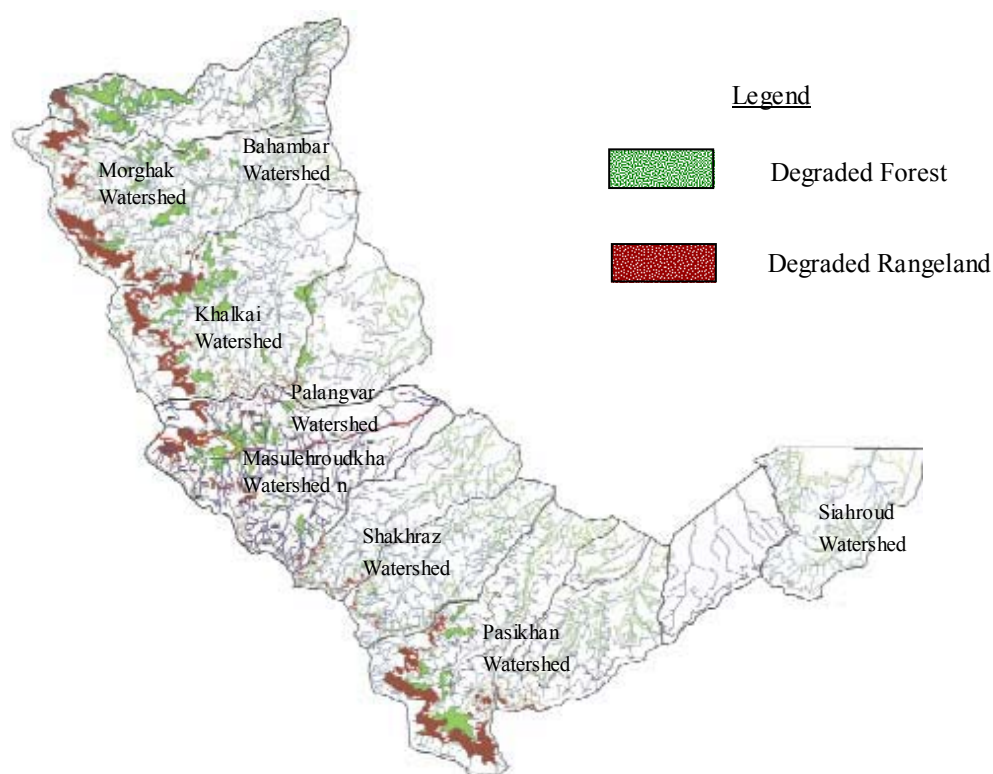 Legend
Degraded Forest
Degraded Rangeland
Bahambar
Watershed
Morghak
Watershed
Khalkai
Watershed
Palangvar
Watershed
Masulehroudkha
Watershed n
Shakhraz
Watershed
Siahroud
Watershed
Pasikhan
Watershed